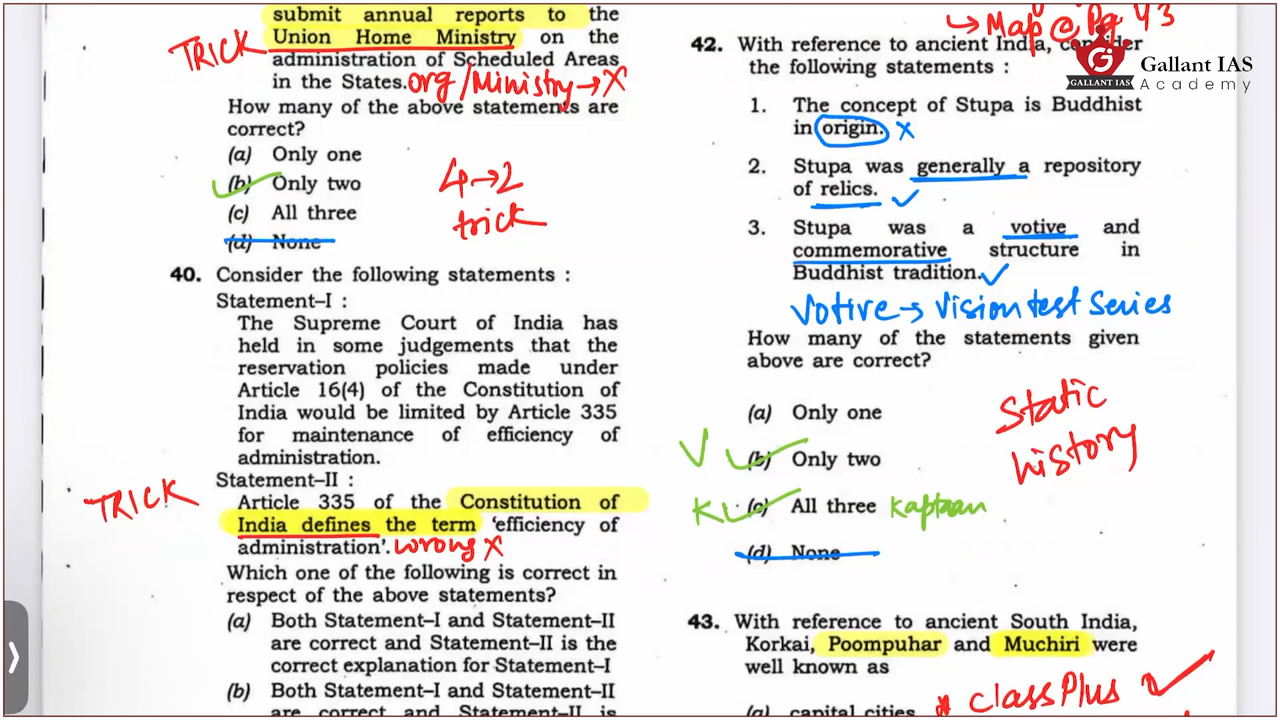 submit annual reports to the
TRICK Union Home Ministry on the
administration of Scheduled Areas
in the States. org/Ministry→X
How many of the above statements are
correct?
(a) Only one
(b) Only two
(c) All three
(d) None
4→2
trick
40. Consider the following statements :
Statement–I :
The Supreme Court of India has
held in some judgements that the
reservation policies made under
Article 16(4) of the Constitution of
India would be limited by Article 335
for maintenance of efficiency of
administration.
Statement–II :
TRICK Article 335 of the Constitution of
India defines the term 'efficiency of
administration'. wrong X
Which one of the following is correct in
respect of the above statements?
(a) Both Statement–I and Statement–II
are correct and Statement–II is the
correct explanation for Statement–I
(b) Both Statement–I and Statement–II
are correct and Statement–II is
→ Map @ Pg 43
Gallant IAS
Academy
GALLANT IAS
42. With reference to ancient India, consider
the following statements :
1. The concept of Stupa is Buddhist
in origin. x
2. Stupa was generally a repository
of relics.
3. Stupa was a votive and
commemorative structure in
Buddhist tradition.
Votive → Vision test Series
How many of the statements given
above are correct?
(a) Only one
V (b) Only two
K (c) All three Kaptaan
(d) None
Static
history
43. With reference to ancient South India,
Korkai, Poompuhar and Muchiri were
well known as
(a) capital cities * classPlus